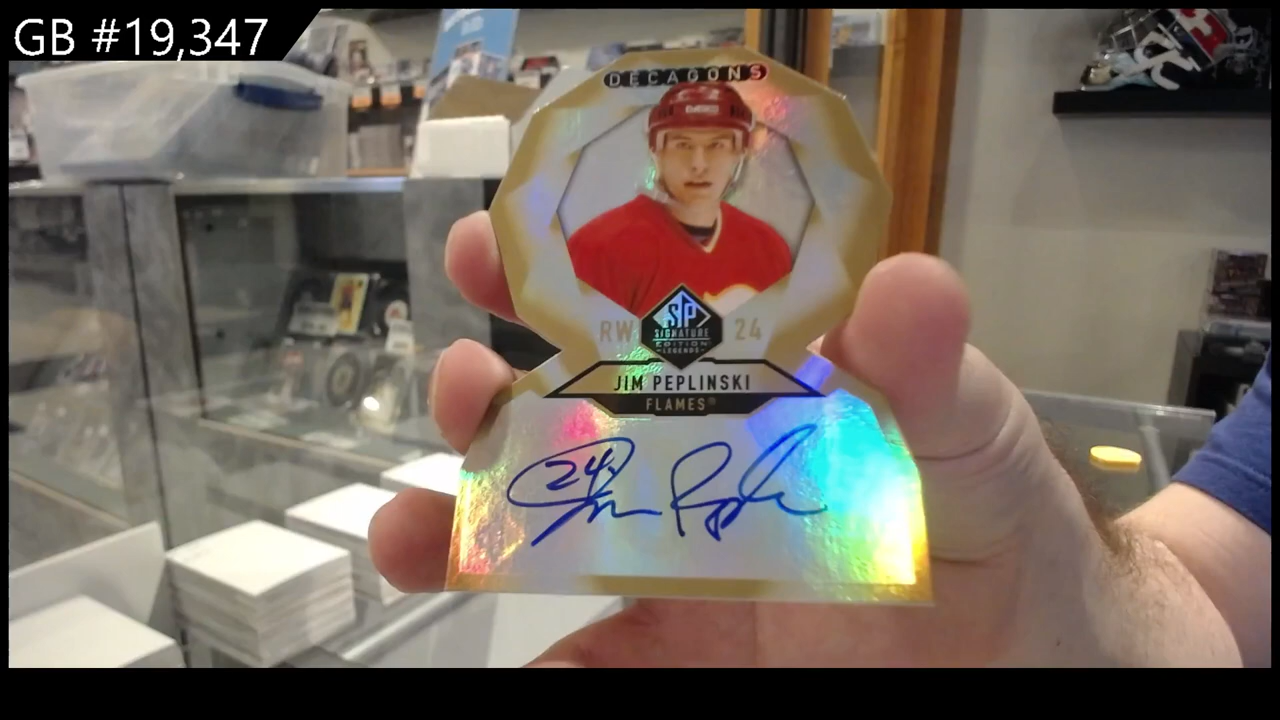 GB #19,347
DECAGONS
RW
SP
SIGNATURE
EDITION
LEGENDS
24
JIM PEPLINSKI
FLAMES®
24